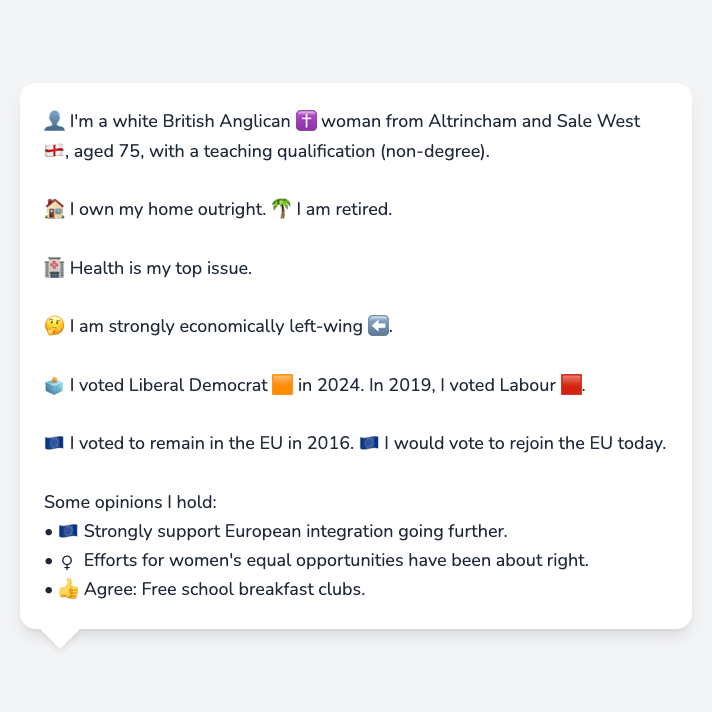 👤 I'm a white British Anglican ✝️ woman from Altrincham and Sale West
🏴󠁧󠁢󠁥󠁮󠁧󠁿, aged 75, with a teaching qualification (non-degree).
🏠 I own my home outright. 🌴 I am retired.
🏥 Health is my top issue.
🤔 I am strongly economically left-wing ⬅️.
🗳️ I voted Liberal Democrat 🟧 in 2024. In 2019, I voted Labour 🟥.
🇪🇺 I voted to remain in the EU in 2016. 🇪🇺 I would vote to rejoin the EU today.
Some opinions I hold:
• 🇪🇺 Strongly support European integration going further.
• ♀ Efforts for women's equal opportunities have been about right.
• 👍 Agree: Free school breakfast clubs.